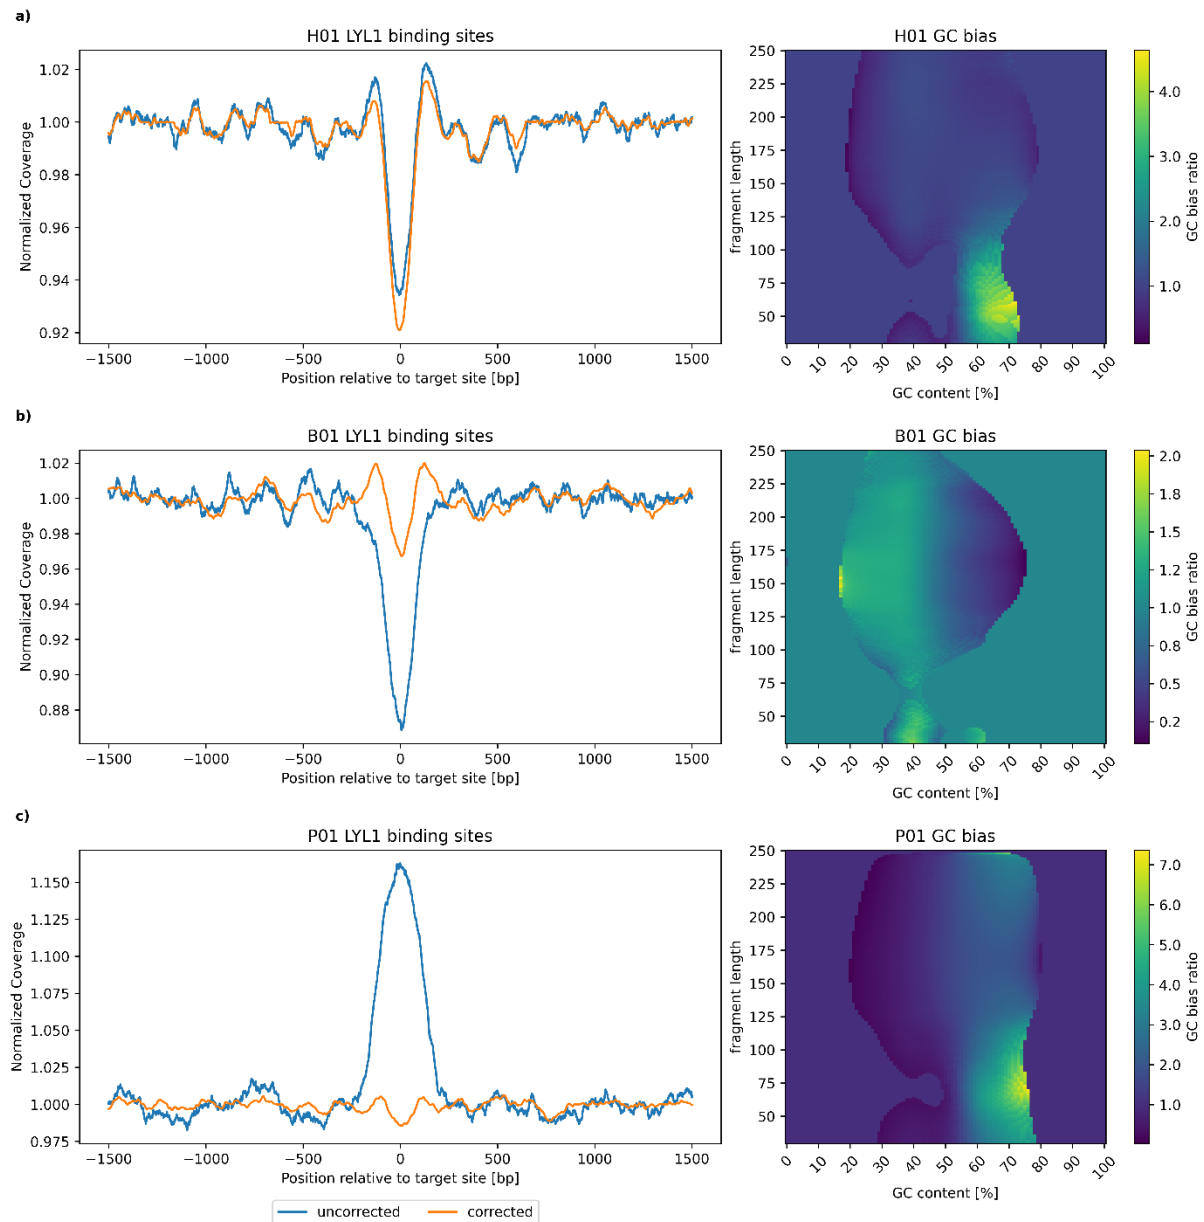 a)
H01 LYL1 binding sites
H01 GC bias
Normalized Coverage
1.02
1.00
0.98
0.96
0.94
0.92
−1500 −1000 −500 0 500 1000 1500
Position relative to target site [bp]
fragment length
250
225
200
175
150
125
100
75
50
0 10 20 30 40 50 60 70 80 90 100
GC content [%]
4.0
3.0
2.0
1.0
GC bias ratio
b)
B01 LYL1 binding sites
B01 GC bias
Normalized Coverage
1.02
1.00
0.98
0.96
0.94
0.92
0.90
0.88
−1500 −1000 −500 0 500 1000 1500
Position relative to target site [bp]
fragment length
250
225
200
175
150
125
100
75
50
0 10 20 30 40 50 60 70 80 90 100
GC content [%]
2.0
1.8
1.5
1.2
1.0
0.8
0.5
0.2
GC bias ratio
c)
P01 LYL1 binding sites
P01 GC bias
Normalized Coverage
1.150
1.125
1.100
1.075
1.050
1.025
1.000
0.975
−1500 −1000 −500 0 500 1000 1500
Position relative to target site [bp]
fragment length
250
225
200
175
150
125
100
75
50
0 10 20 30 40 50 60 70 80 90 100
GC content [%]
7.0
6.0
5.0
4.0
3.0
2.0
1.0
GC bias ratio
uncorrected corrected